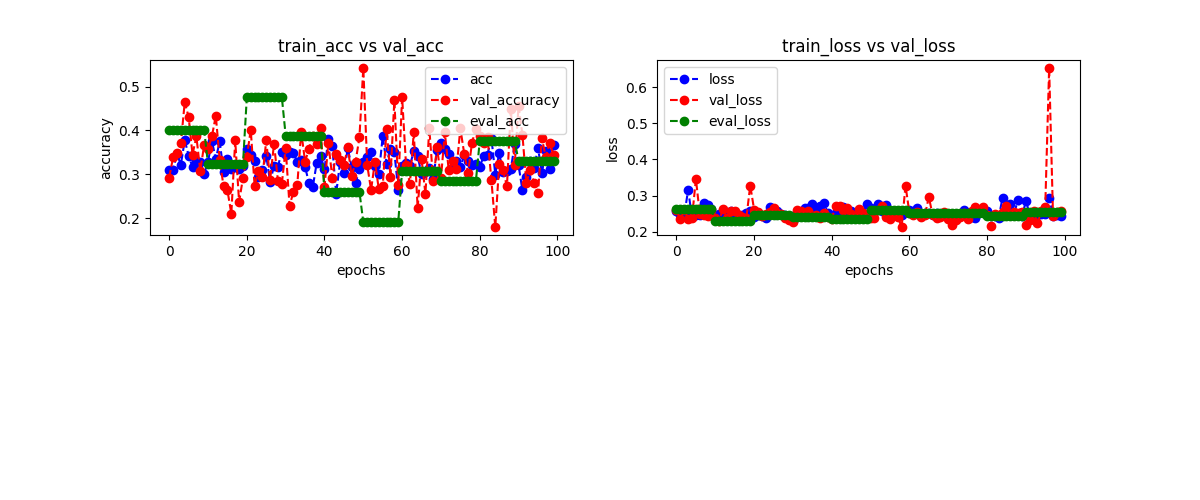 train_acc vs val_acc
accuracy
0.5
0.4
0.3
0.2
acc
val_accuracy
eval_acc
0
20
40
60
80
100
epochs
train_loss vs val_loss
loss
0.6
0.5
0.4
0.3
0.2
loss
val_loss
eval_loss
0
20
40
60
80
100
epochs